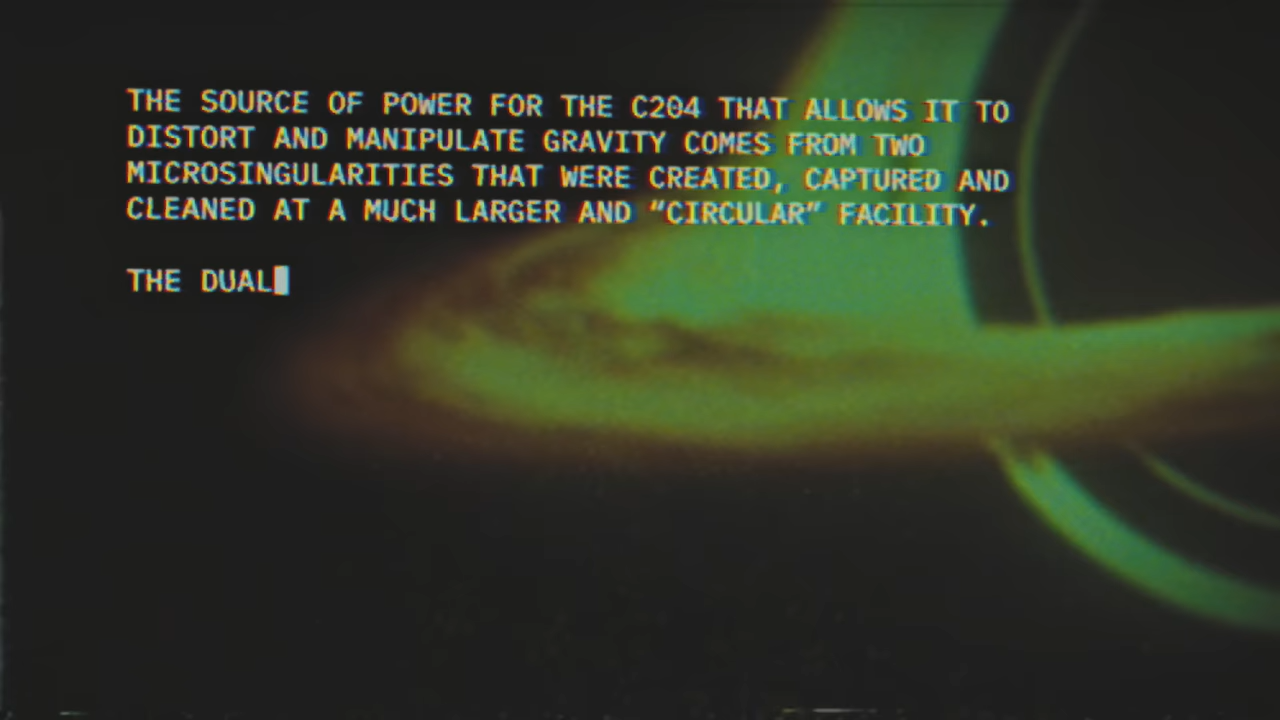 THE SOURCE OF POWER FOR THE C204 THAT ALLOWS IT TO
DISTORT AND MANIPULATE GRAVITY COMES FROM TWO
MICROSINGULARITIES THAT WERE CREATED, CAPTURED AND
CLEANED AT A MUCH LARGER AND “CIRCULAR” FACILITY.
THE DUAL